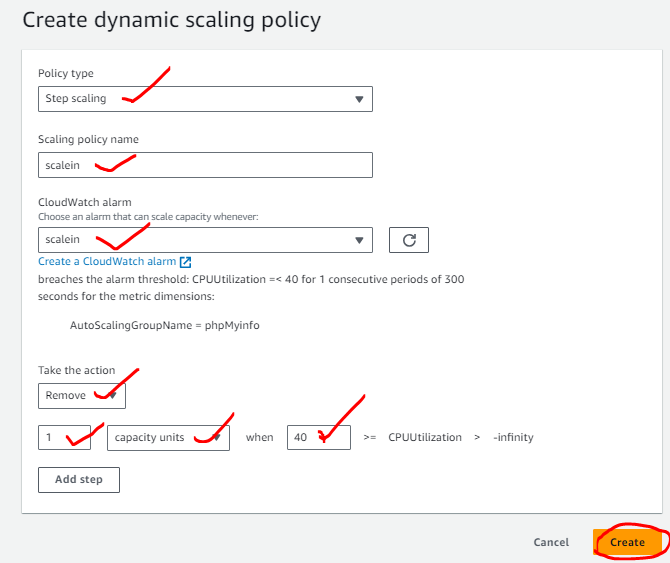 Create dynamic scaling policy
Policy type
Step scaling
Scaling policy name
scalein
CloudWatch alarm
Choose an alarm that can scale capacity whenever:
scalein
Create a CloudWatch alarm
breaches the alarm threshold: CPUUtilization =< 40 for 1 consecutive periods of 300
seconds for the metric dimensions:
AutoScalingGroupName = phpMyinfo
Take the action
Remove
1 capacity units when 40 >= CPUUtilization > -infinity
Add step
Cancel Create